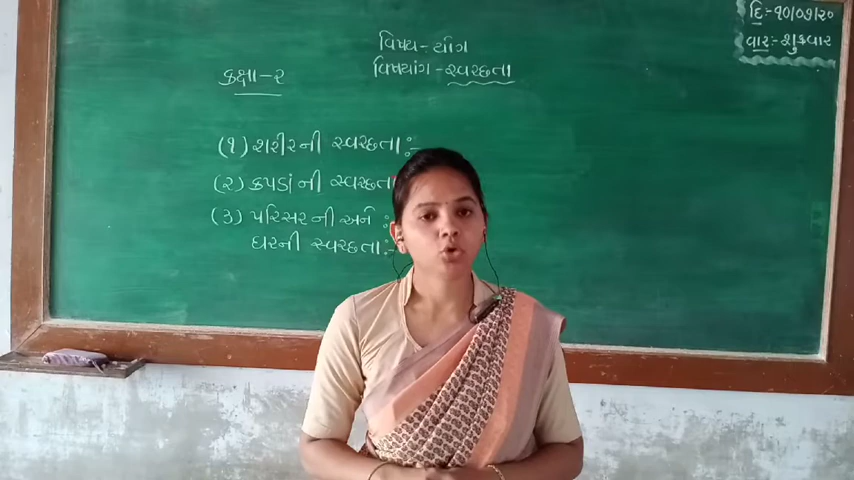 દિ:-૧૦/૦૭/૨૦
વાર:-શુક્રવાર
વિષય-યોગ
વિષયાંગ-સ્વચ્છતા
કક્ષા-૨
(૧) શરીરની સ્વચ્છતા:-
(૨) કપડાંની સ્વચ્છતા
(૩) પરિસરની અને
ઘરની સ્વચ્છતા:-